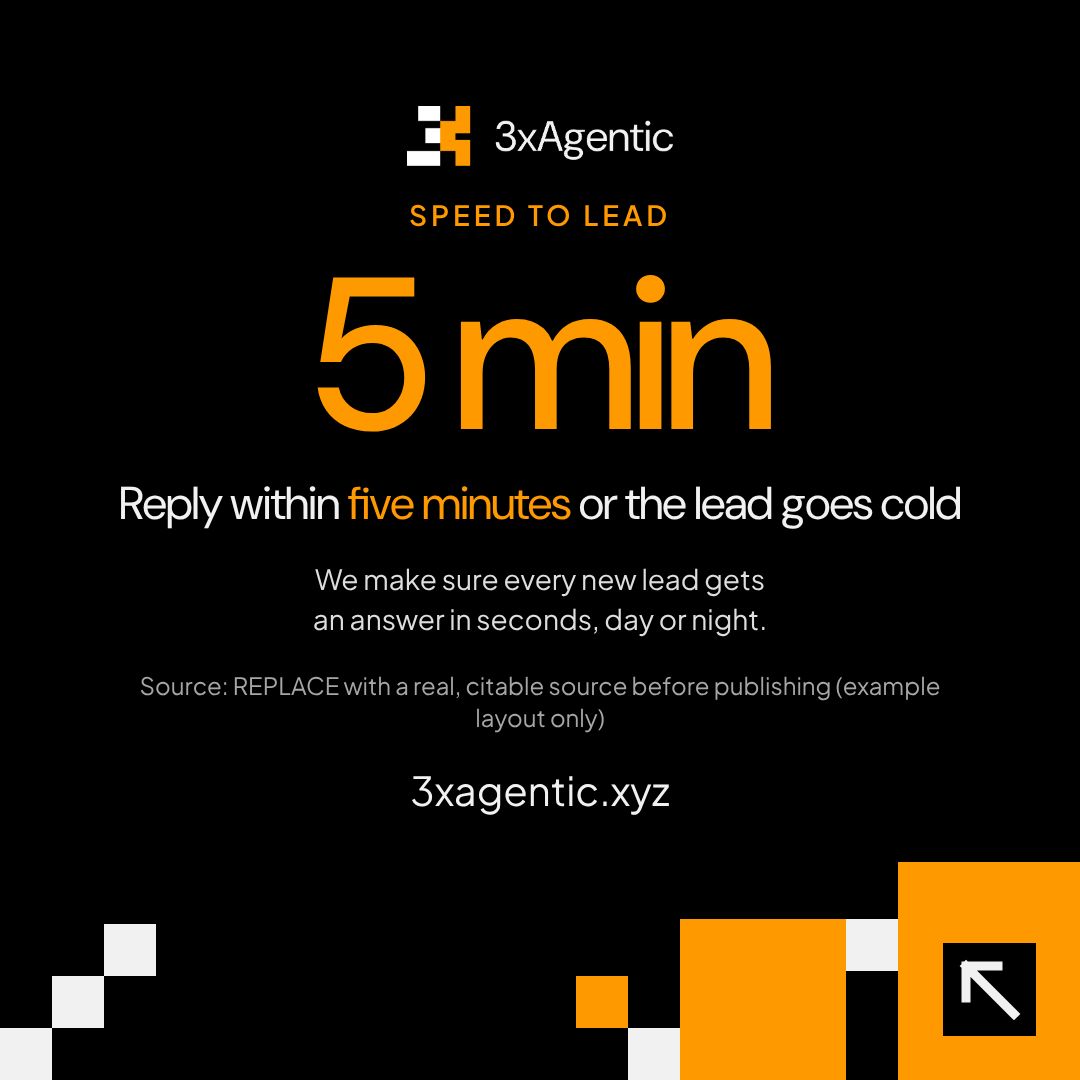 3xAgentic
SPEED TO LEAD
5 min
Reply within five minutes or the lead goes cold
We make sure every new lead gets
an answer in seconds, day or night.
Source: REPLACE with a real, citable source before publishing (example
layout only)
3xagentic.xyz